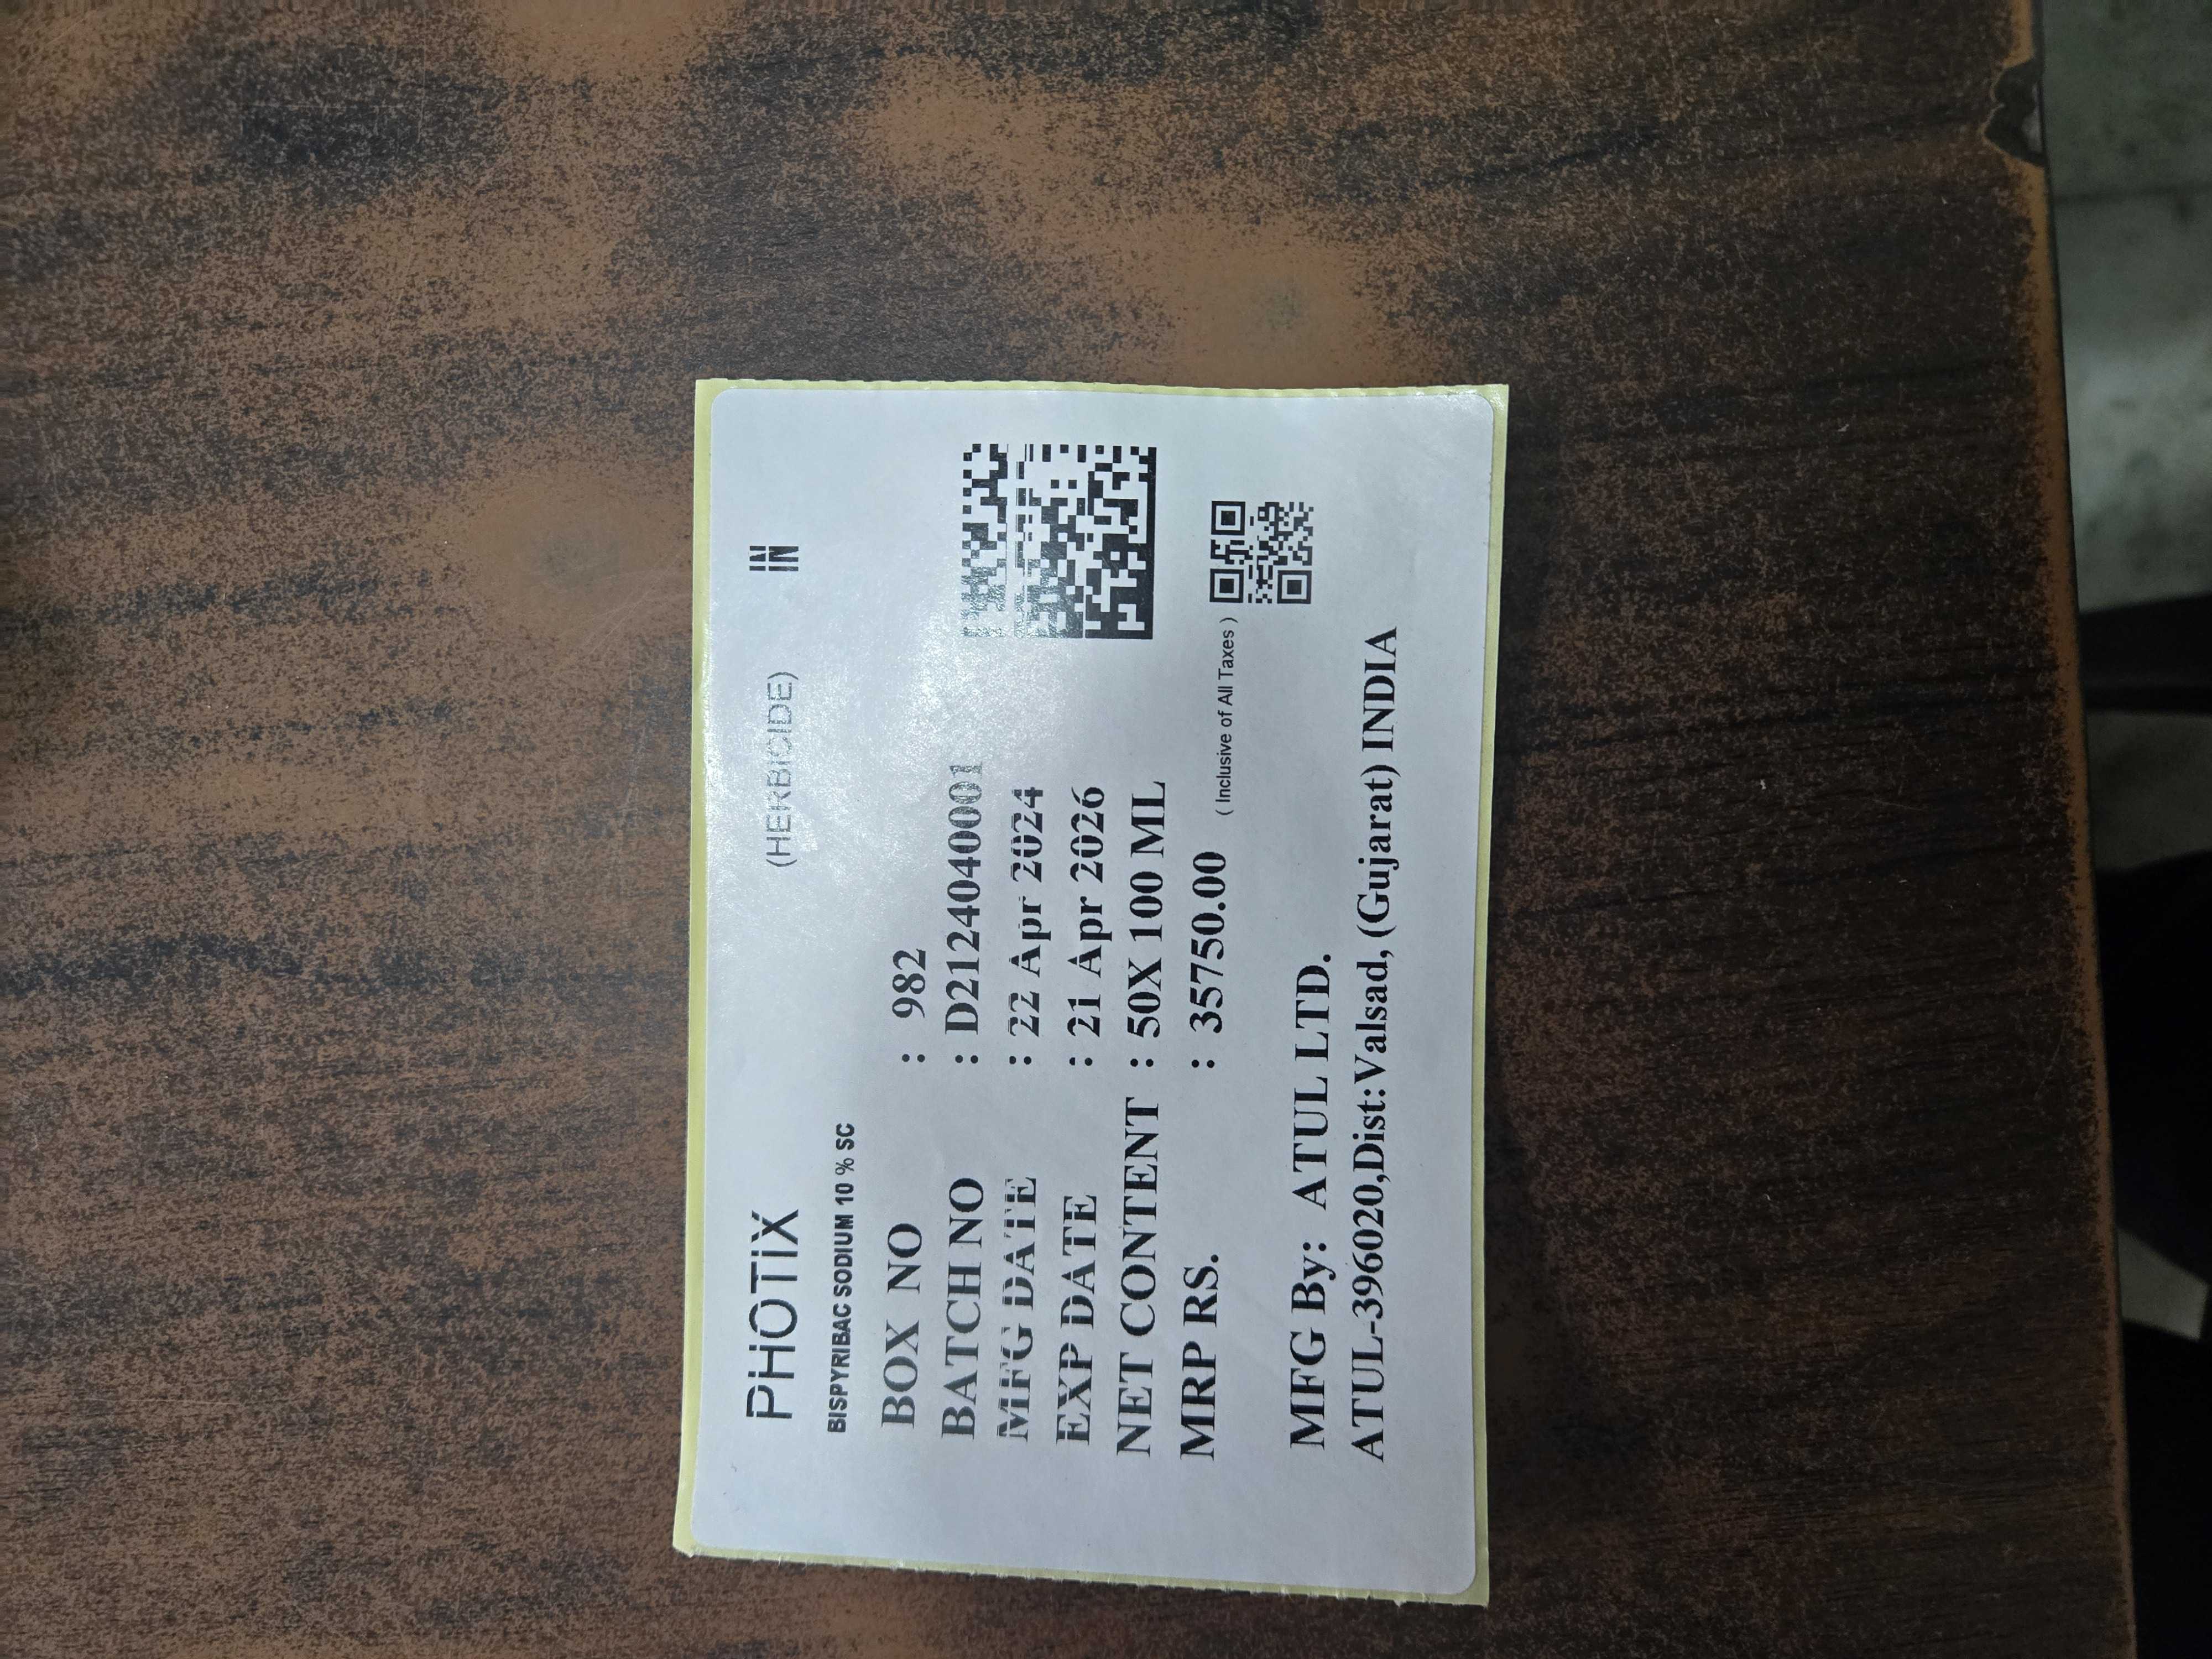 PHOTIX (HERBICIDE) IN
BISPYRIBAC SODIUM 10 % SC
BOX NO : 982
BATCH NO : D2124040001
MFG DATE : 22 Apr 2024
EXP DATE : 21 Apr 2026
NET CONTENT : 50X 100 ML
MRP RS. : 35750.00 ( Inclusive of All Taxes )
MFG By: ATUL LTD.
ATUL-396020,Dist:Valsad, (Gujarat) INDIA